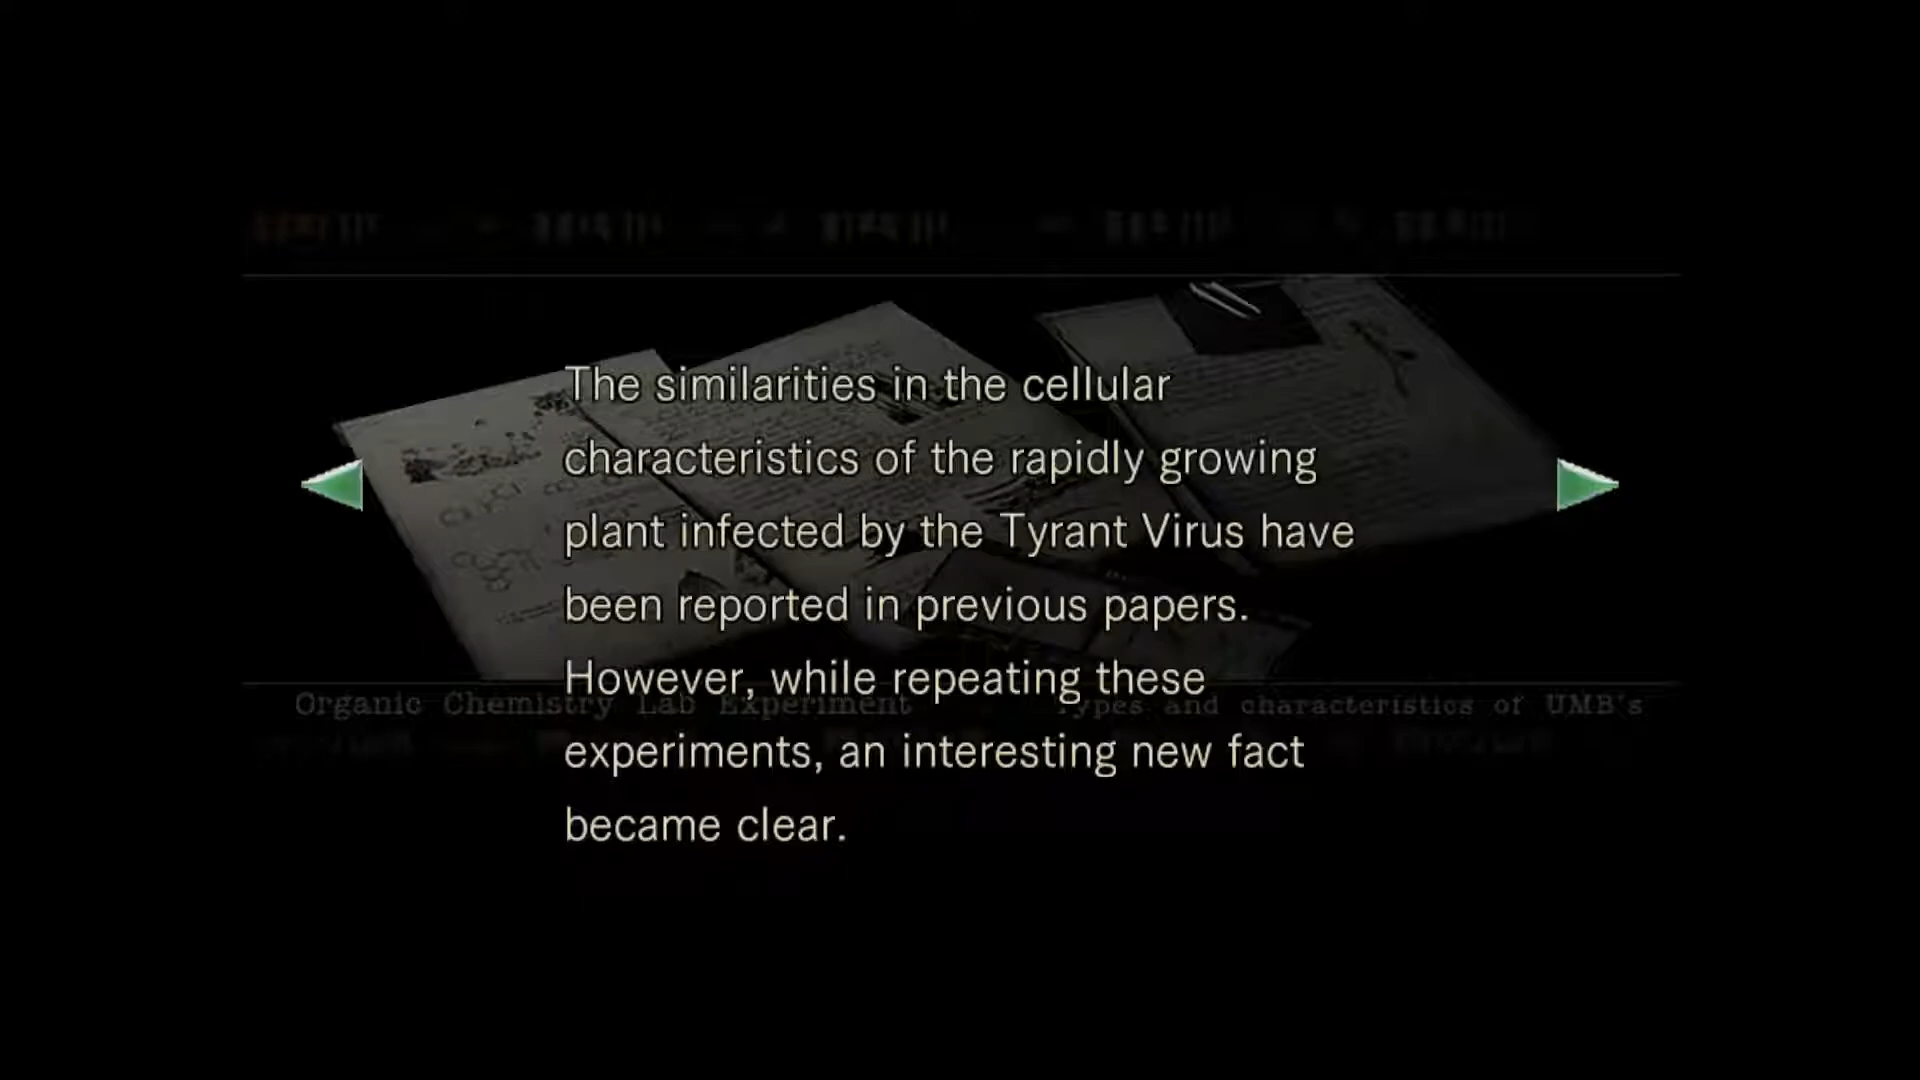 The similarities in the cellular
characteristics of the rapidly growing
plant infected by the Tyrant Virus have
been reported in previous papers.
However, while repeating these
Organic Chemistry Lab Experiment Types and characteristics of UMB's
experiments, an interesting new fact
became clear.